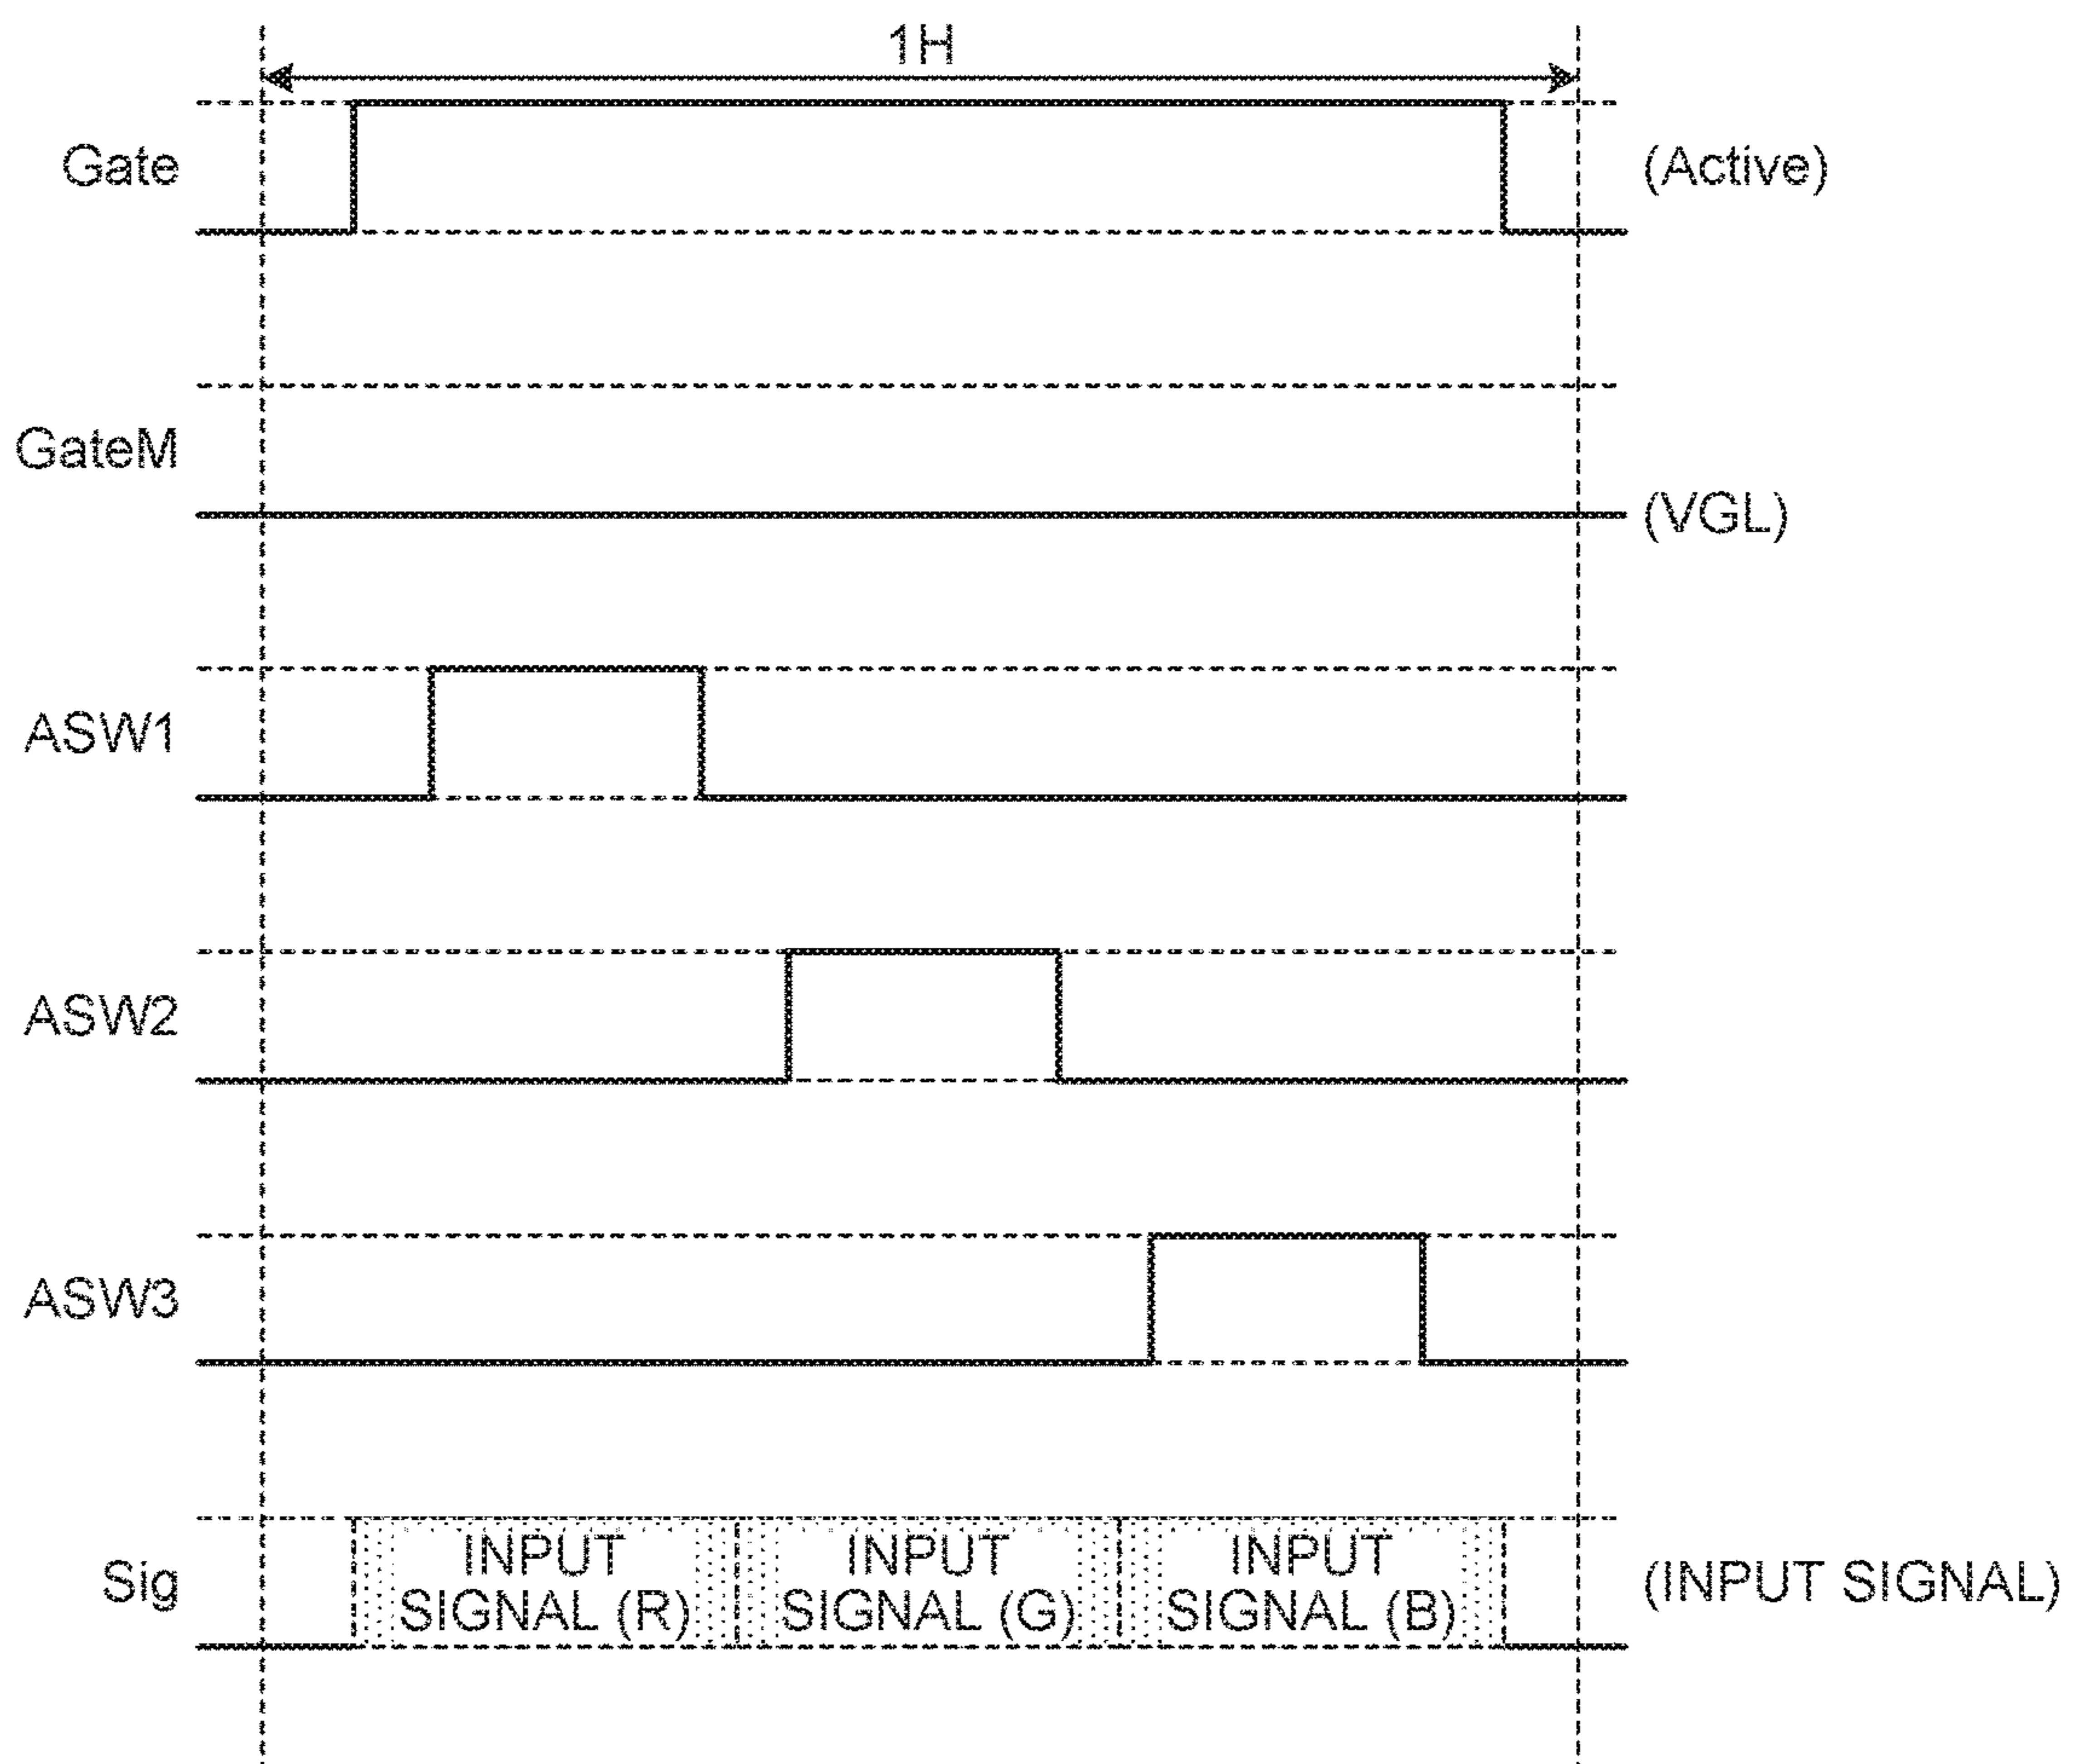 1H
Gate
(Active)
GateM
(VGL)
ASW1
ASW2
ASW3
Sig
INPUT
SIGNAL (R)
INPUT
SIGNAL (G)
INPUT
SIGNAL (B)
(INPUT SIGNAL)